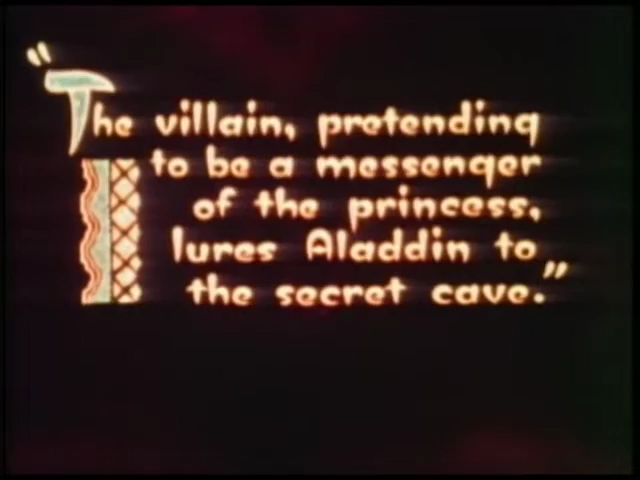 "The villain, pretending
to be a messenger
of the princess,
lures Aladdin to
the secret cave."